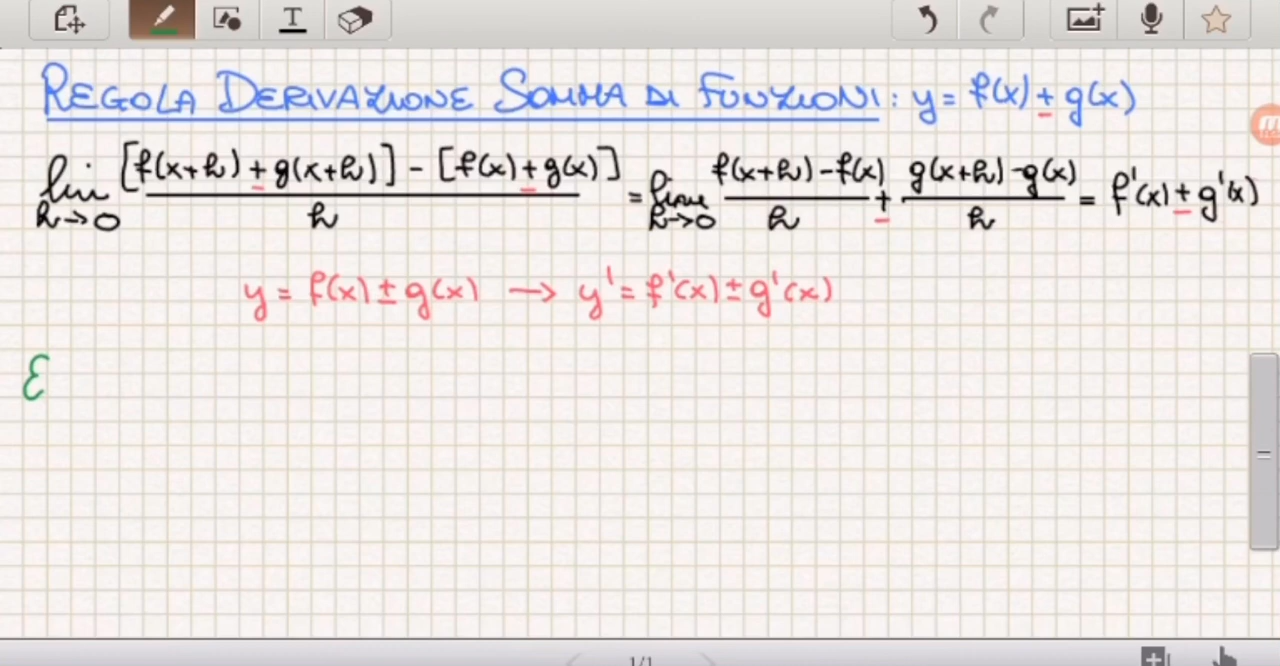 REGOLA DERIVAZIONE SOMMA DI FUNZIONI: y = f(x) ± g(x)
lim h→0 [f(x+h) ± g(x+h)] - [f(x) ± g(x)] / h = lim h→0 f(x+h) - f(x) / h ± g(x+h) - g(x) / h = f'(x) ± g'(x)
y = f(x) ± g(x) → y' = f'(x) ± g'(x)
E
1/1